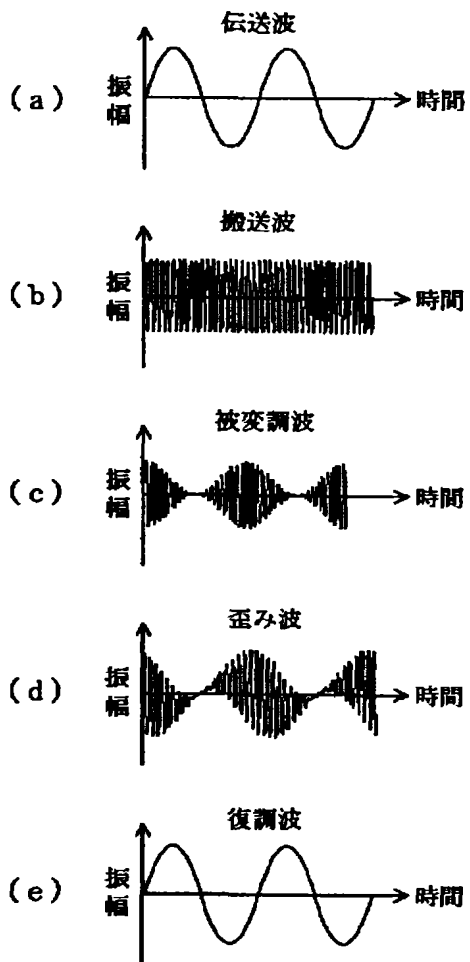 伝送波
(a) 振幅 時間
搬送波
(b) 振幅 時間
被変調波
(c) 振幅 時間
歪み波
(d) 振幅 時間
復調波
(e) 振幅 時間